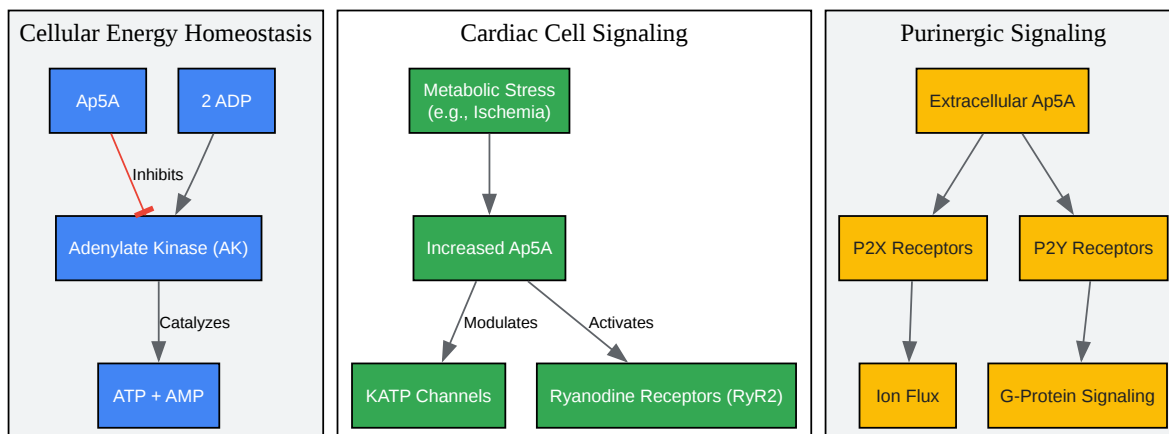 Cellular Energy Homeostasis
Ap5A
2 ADP
Inhibits
Adenylate Kinase (AK)
Catalyzes
ATP + AMP
Cardiac Cell Signaling
Metabolic Stress
(e.g., Ischemia)
Increased Ap5A
Modulates
Activates
KATP Channels
Ryanodine Receptors (RyR2)
Purinergic Signaling
Extracellular Ap5A
P2X Receptors
P2Y Receptors
Ion Flux
G-Protein Signaling